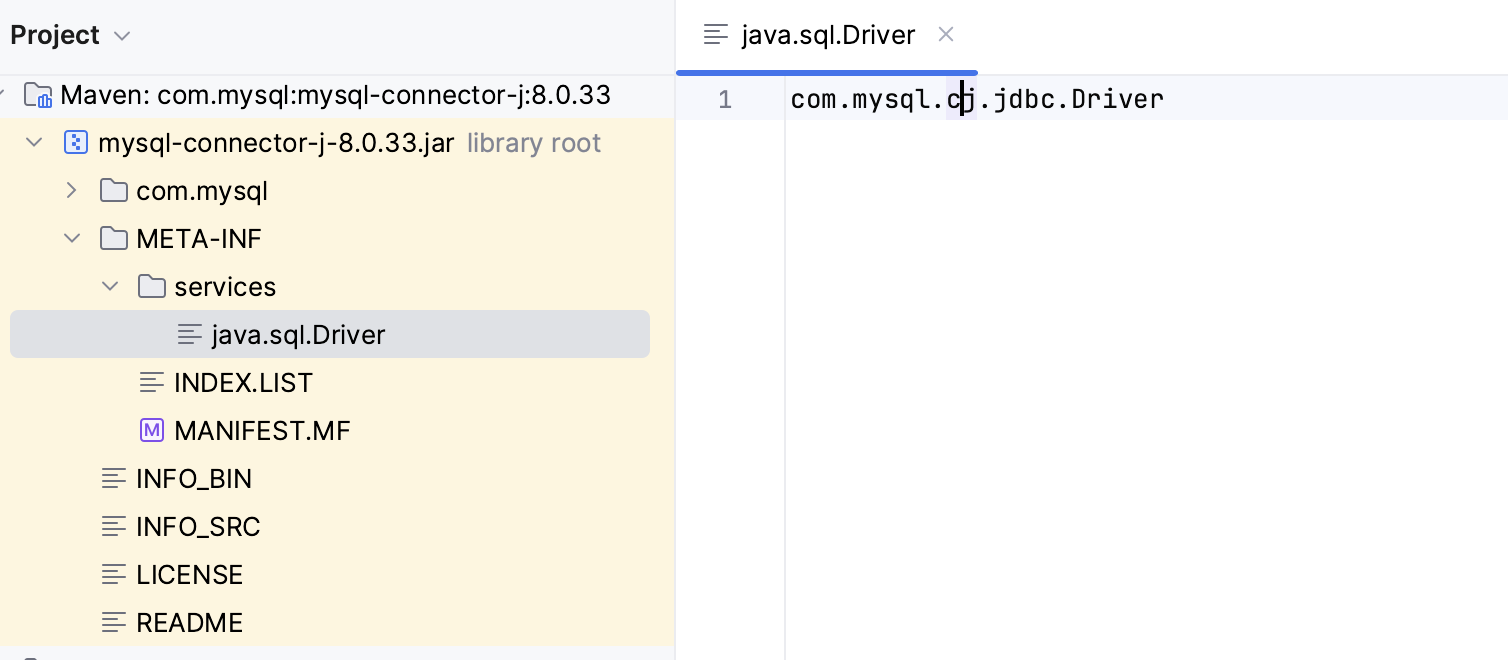 Project
Maven: com.mysql:mysql-connector-j:8.0.33
mysql-connector-j-8.0.33.jar library root
com.mysql
META-INF
services
java.sql.Driver
INDEX.LIST
MANIFEST.MF
INFO_BIN
INFO_SRC
LICENSE
README
java.sql.Driver
1 com.mysql.cj.jdbc.Driver